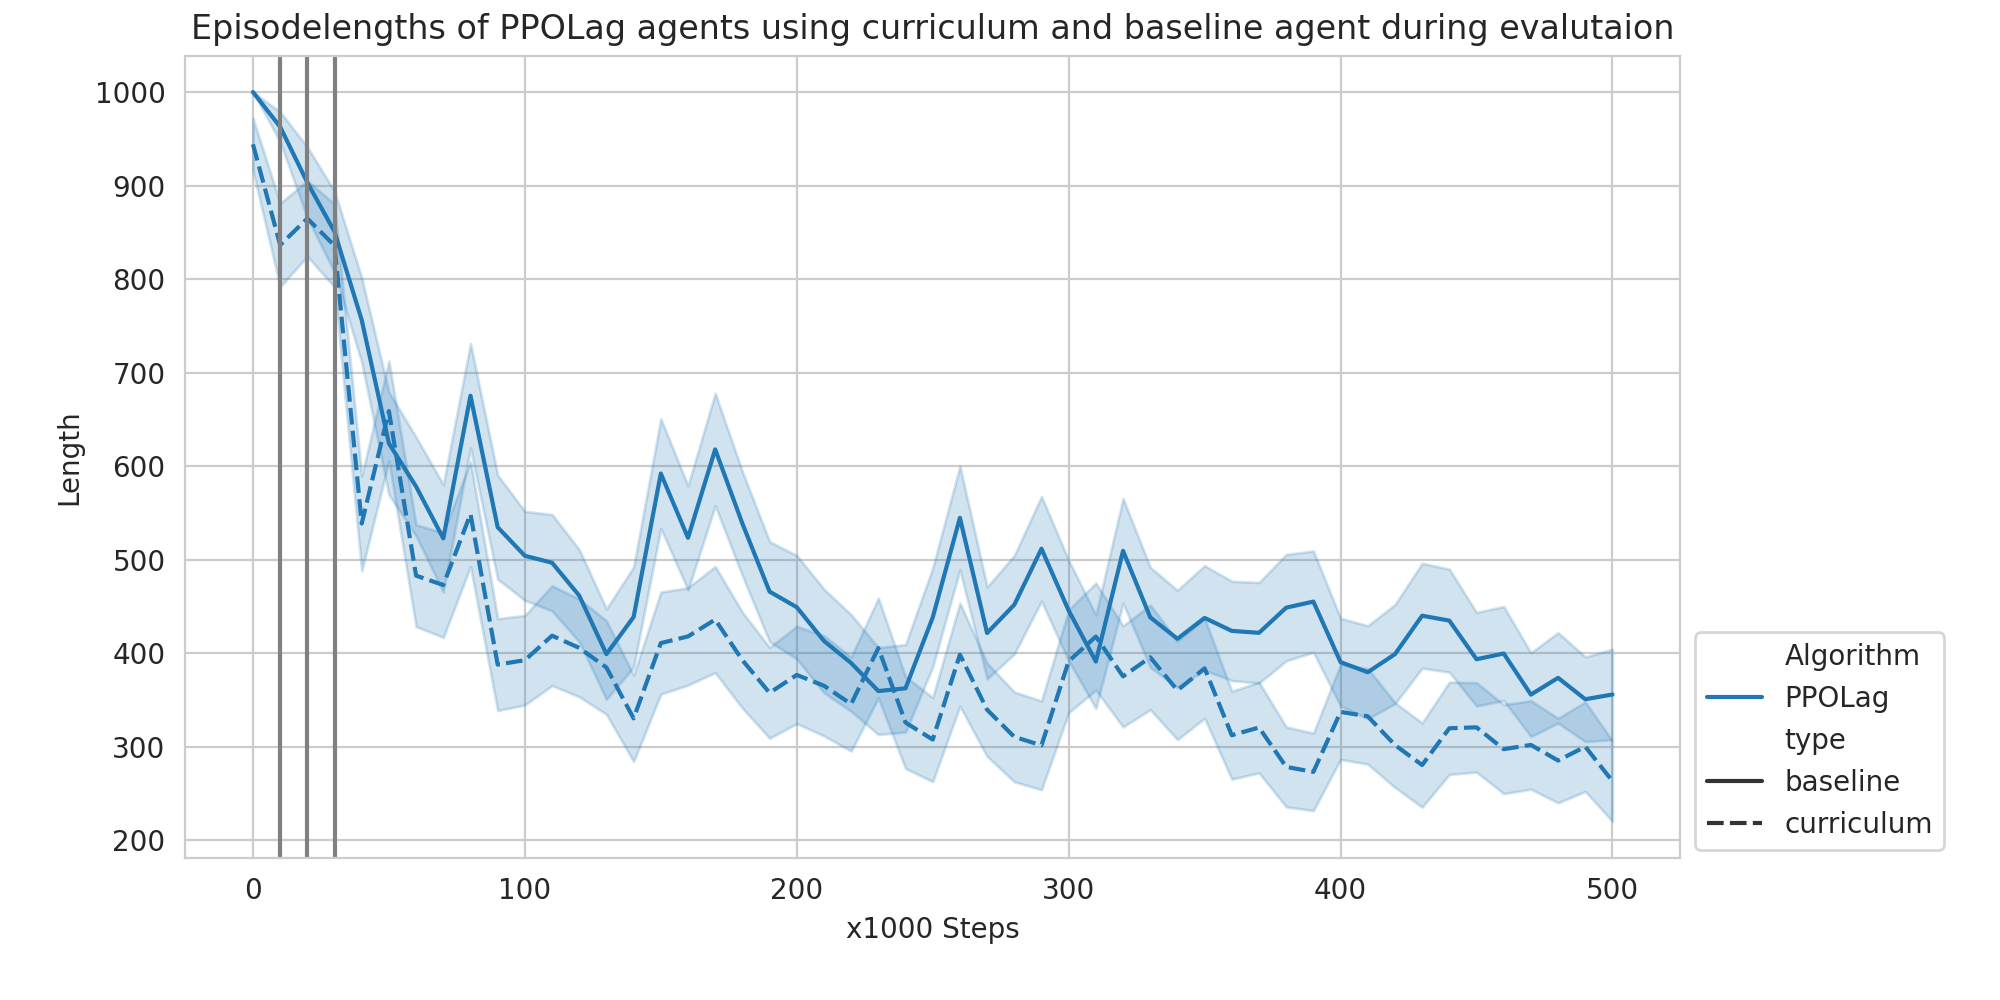 Episodelengths of PPOLag agents using curriculum and baseline agent during evalutaion
1000
900
800
700
600
500
400
300
200
Length
0 100 200 300 400 500
x1000 Steps
Algorithm
PPOLag
type
baseline
curriculum